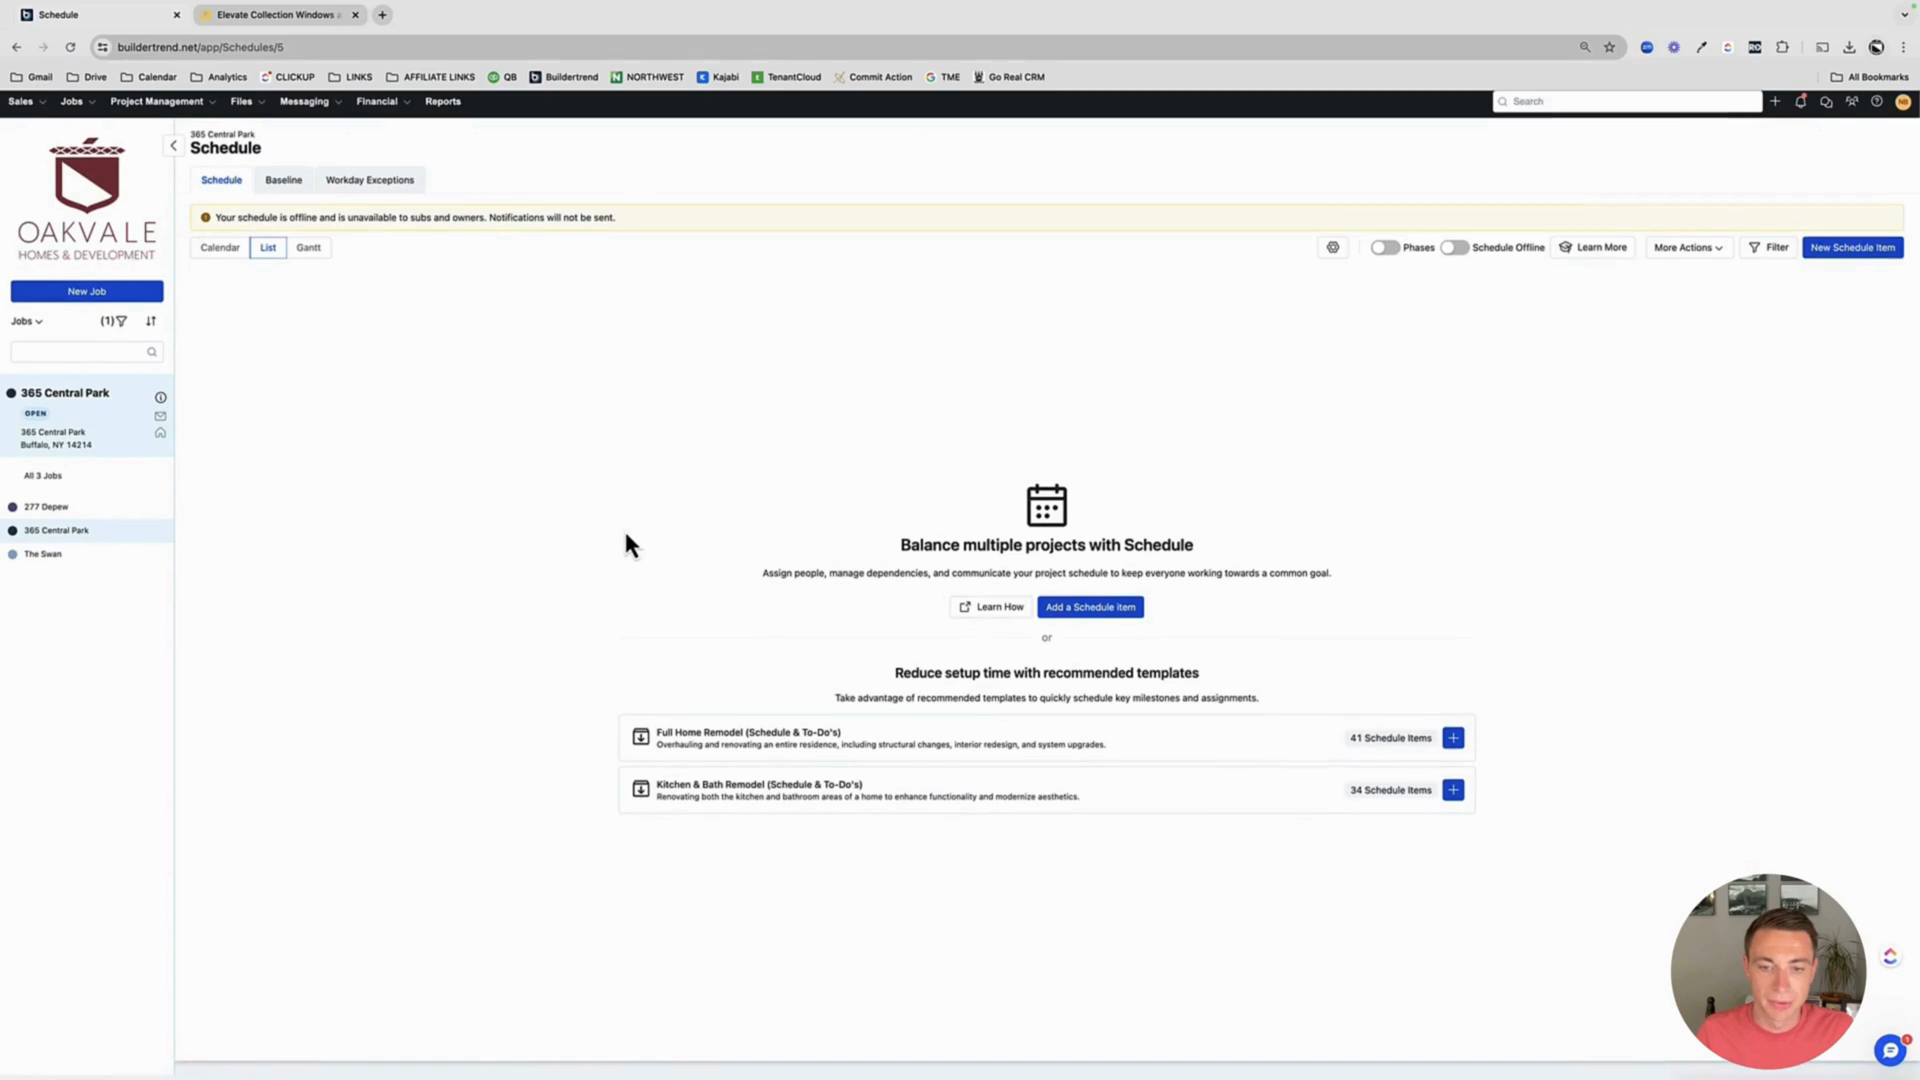 Schedule
Elevate Collection Windows a
buildertrend.net/app/Schedules/5
Gmail
Drive
Calendar
Analytics
CLICKUP
LINKS
AFFILIATE LINKS
QB
Buildertrend
NORTHWEST
Kajabi
TenantCloud
Commit Action
TME
Go Real CRM
All Bookmarks
Sales
Jobs
Project Management
Files
Messaging
Financial
Reports
Search
NB
OAKVALE
HOMES & DEVELOPMENT
New Job
Jobs
(1)
365 Central Park
OPEN
365 Central Park
Buffalo, NY 14214
All 3 Jobs
277 Depew
365 Central Park
The Swan
365 Central Park
Schedule
Schedule
Baseline
Workday Exceptions
Your schedule is offline and is unavailable to subs and owners. Notifications will not be sent.
Calendar
List
Gantt
Phases
Schedule Offline
Learn More
More Actions
Filter
New Schedule Item
Balance multiple projects with Schedule
Assign people, manage dependencies, and communicate your project schedule to keep everyone working towards a common goal.
Learn How
Add a Schedule item
or
Reduce setup time with recommended templates
Take advantage of recommended templates to quickly schedule key milestones and assignments.
Full Home Remodel (Schedule & To-Do's)
Overhauling and renovating an entire residence, including structural changes, interior redesign, and system upgrades.
41 Schedule Items
Kitchen & Bath Remodel (Schedule & To-Do's)
Renovating both the kitchen and bathroom areas of a home to enhance functionality and modernize aesthetics.
34 Schedule Items
1